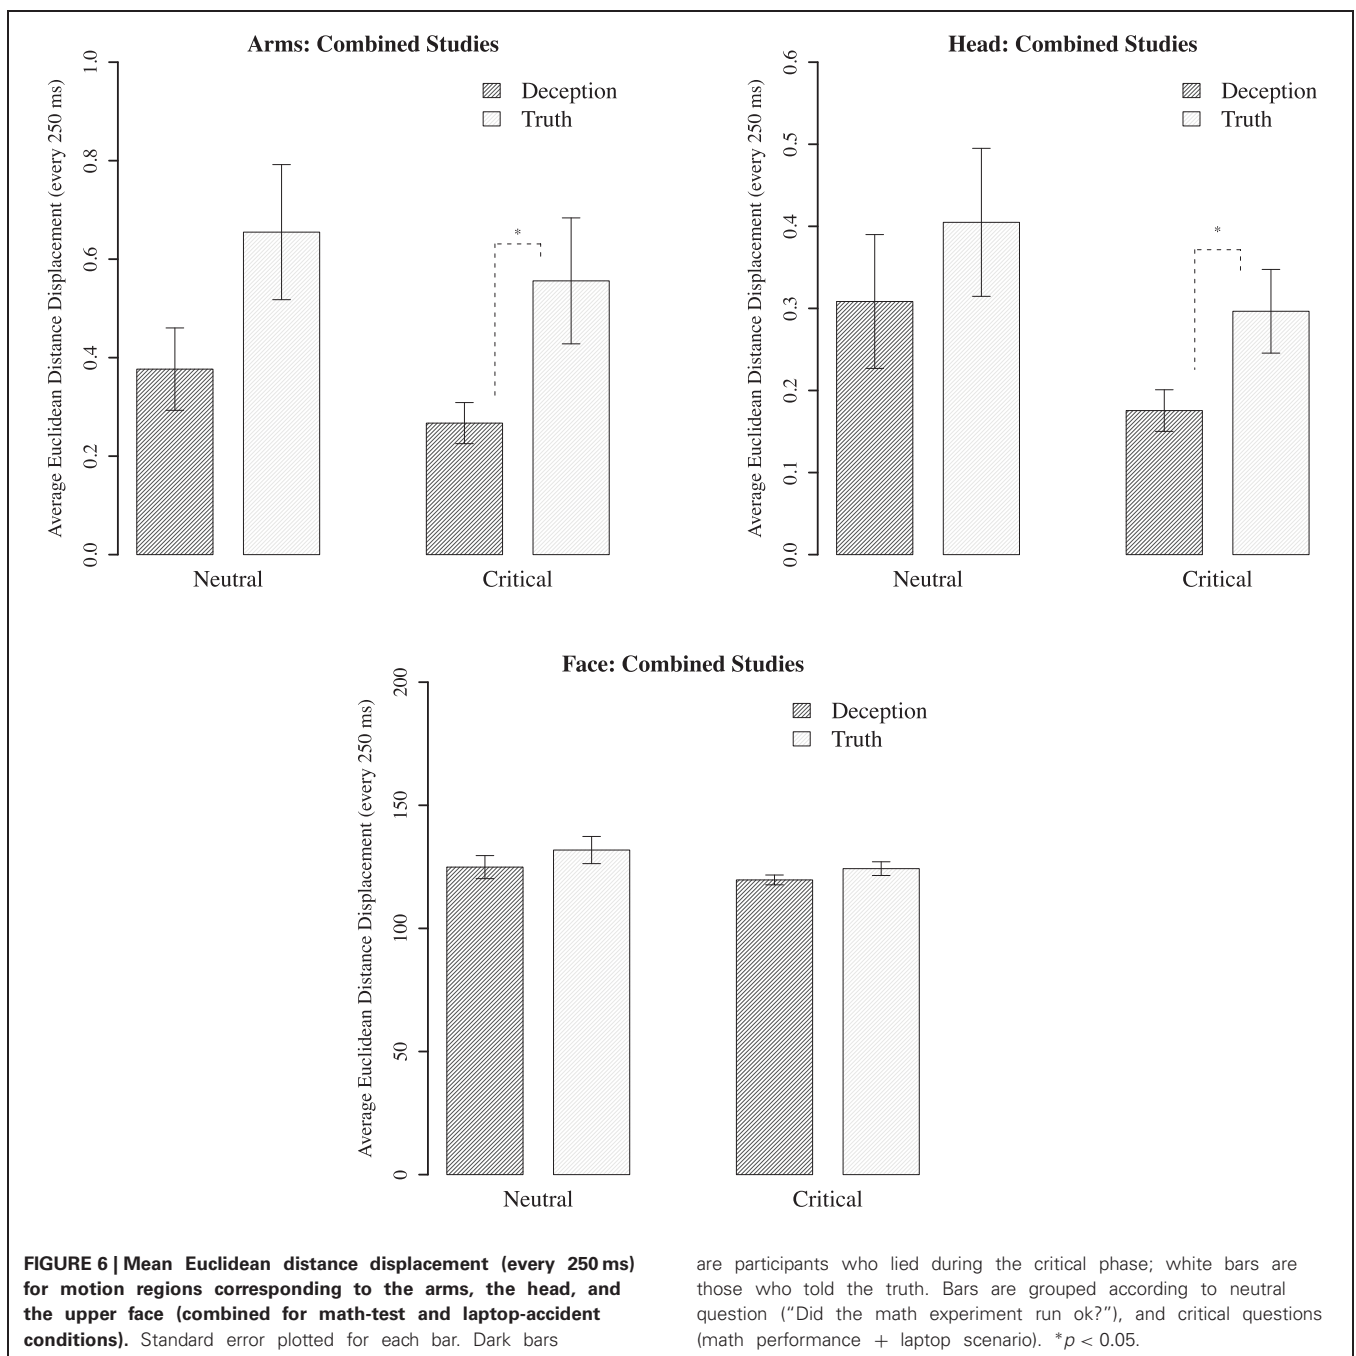 Arms: Combined Studies
Average Euclidean Distance Displacement (every 250 ms)
1.0
0.8
0.6
0.4
0.2
0.0
Deception
Truth
*
Neutral
Critical
Head: Combined Studies
Average Euclidean Distance Displacement (every 250 ms)
0.6
0.5
0.4
0.3
0.2
0.1
0.0
Deception
Truth
*
Neutral
Critical
Face: Combined Studies
Average Euclidean Distance Displacement (every 250 ms)
200
150
100
50
0
Deception
Truth
Neutral
Critical
FIGURE 6 | Mean Euclidean distance displacement (every 250 ms)
for motion regions corresponding to the arms, the head, and
the upper face (combined for math-test and laptop-accident
conditions). Standard error plotted for each bar. Dark bars
are participants who lied during the critical phase; white bars are
those who told the truth. Bars are grouped according to neutral
question (“Did the math experiment run ok?”), and critical questions
(math performance + laptop scenario). *p < 0.05.